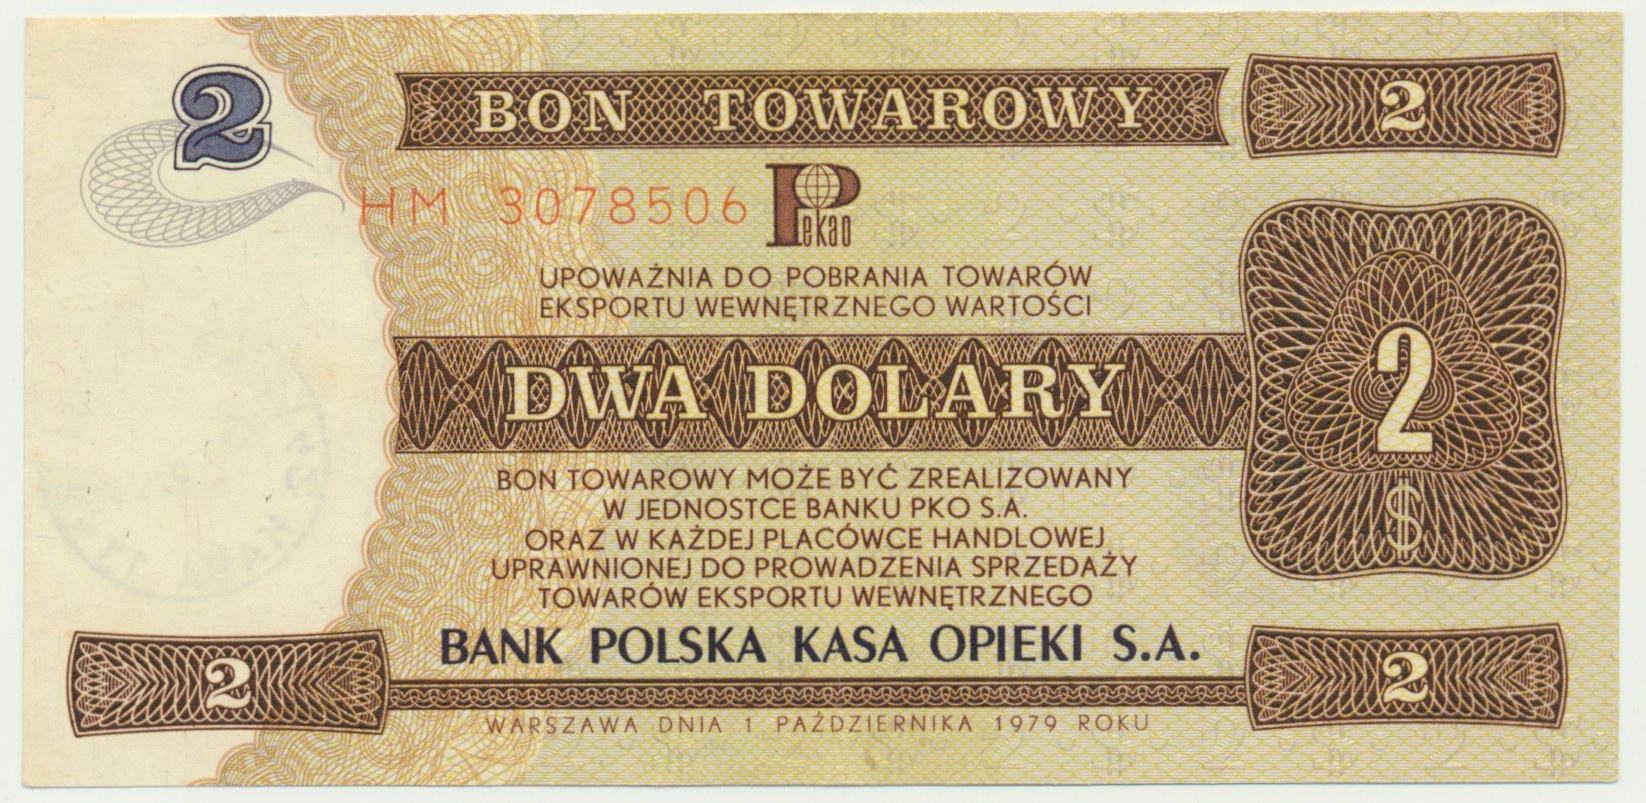 2
BON TOWAROWY
2
HM 3078506
Pekao
UPOWAŻNIA DO POBRANIA TOWARÓW
EKSPORTU WEWNĘTRZNEGO WARTOŚCI
DWA DOLARY
2
$
BON TOWAROWY MOŻE BYĆ ZREALIZOWANY
W JEDNOSTCE BANKU PKO S.A.
ORAZ W KAŻDEJ PLACÓWCE HANDLOWEJ
UPRAWNIONEJ DO PROWADZENIA SPRZEDAŻY
TOWARÓW EKSPORTU WEWNĘTRZNEGO
BANK POLSKA KASA OPIEKI S.A.
2
2
WARSZAWA DNIA 1 PAŹDZIERNIKA 1979 ROKU